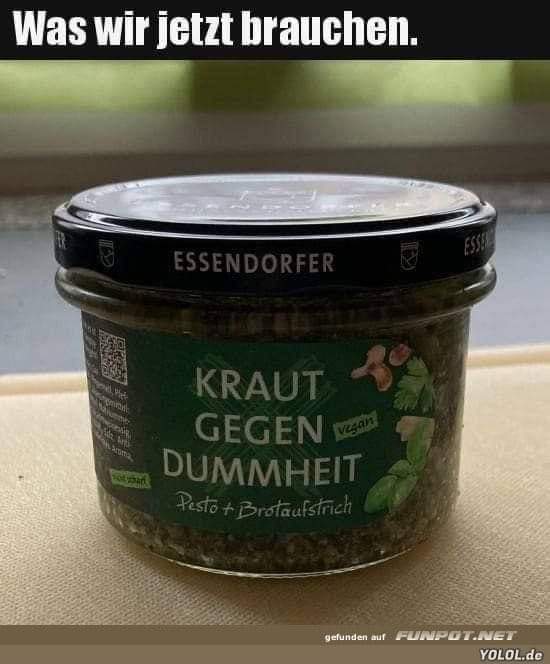 Was wir jetzt brauchen.
ESSENDORFER
KRAUT
GEGEN
vegan
DUMMHEIT
Pesto + Brotaufstrich
gefunden auf FUNPOT.NET
YOLOL.de